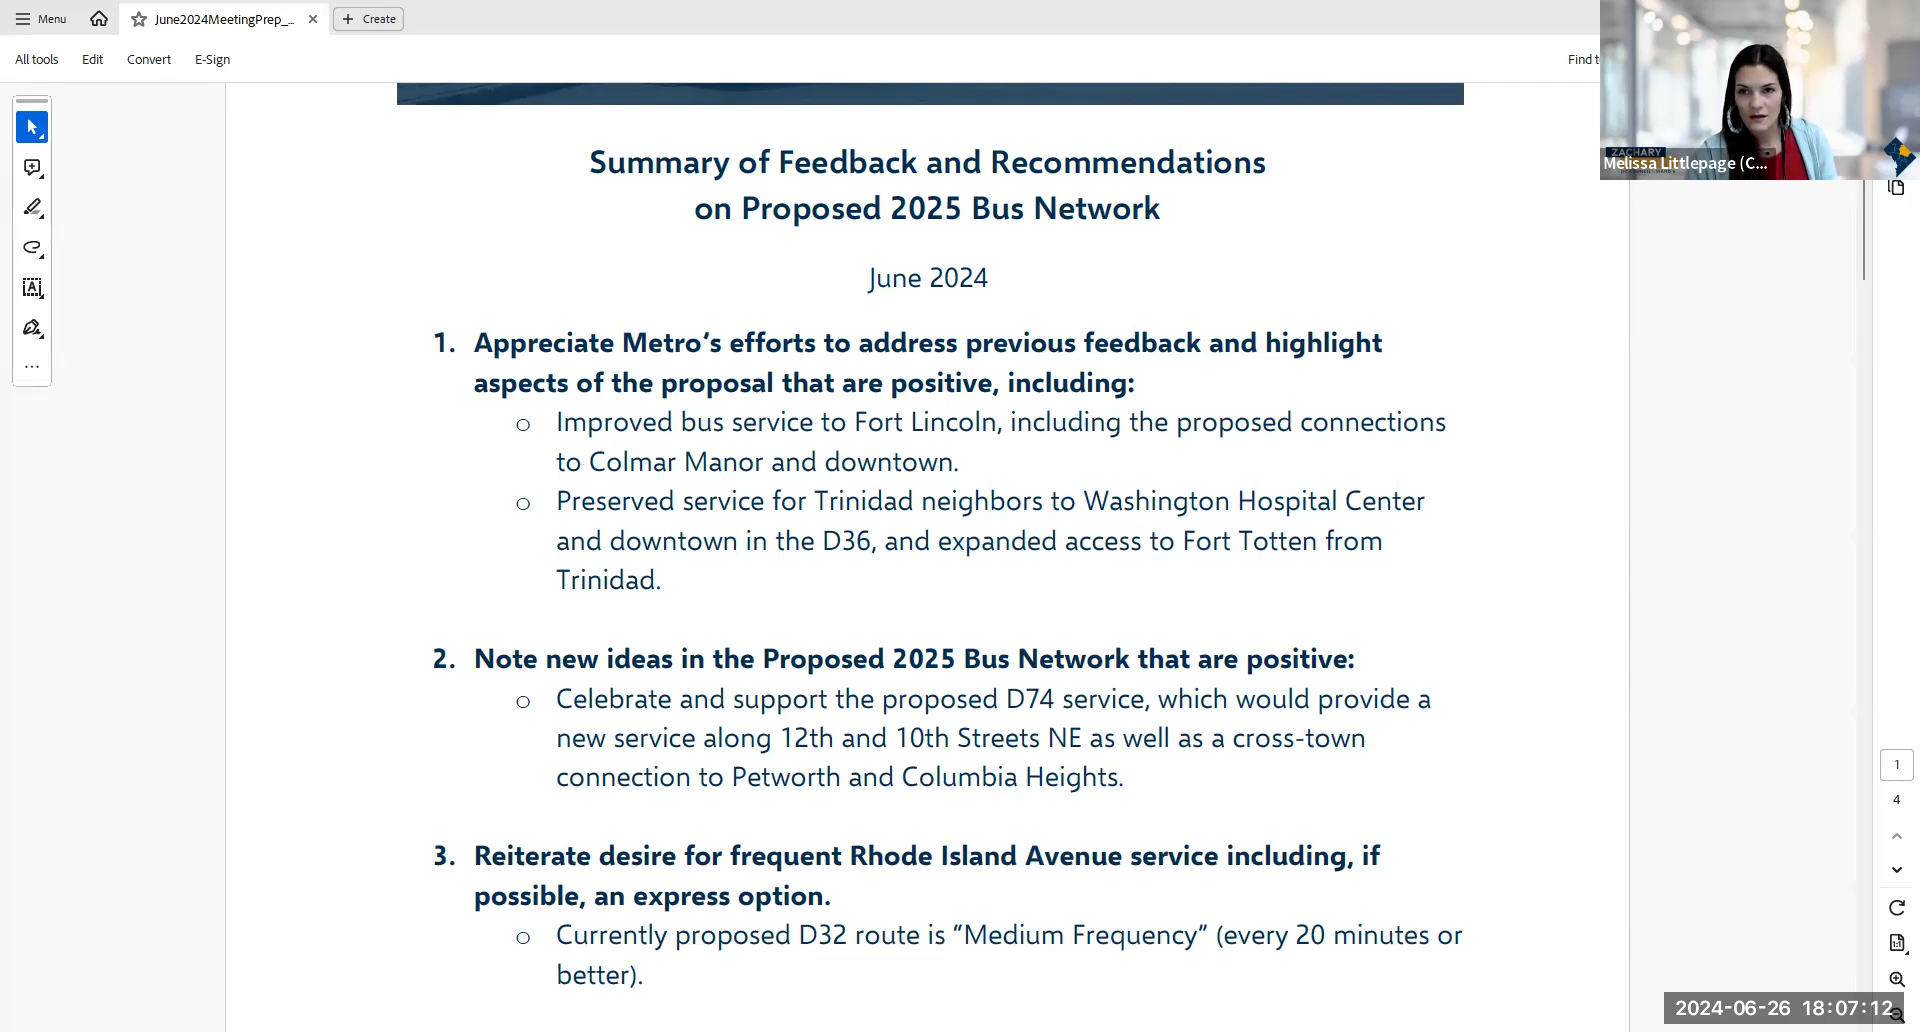 Menu
June2024MeetingPrep_...
Create
All tools Edit Convert E-Sign
Find t
ZACHARY
Melissa Littlepage (C...
Summary of Feedback and Recommendations
on Proposed 2025 Bus Network
June 2024
1. Appreciate Metro’s efforts to address previous feedback and highlight
aspects of the proposal that are positive, including:
o Improved bus service to Fort Lincoln, including the proposed connections
to Colmar Manor and downtown.
o Preserved service for Trinidad neighbors to Washington Hospital Center
and downtown in the D36, and expanded access to Fort Totten from
Trinidad.
2. Note new ideas in the Proposed 2025 Bus Network that are positive:
o Celebrate and support the proposed D74 service, which would provide a
new service along 12th and 10th Streets NE as well as a cross-town
connection to Petworth and Columbia Heights.
3. Reiterate desire for frequent Rhode Island Avenue service including, if
possible, an express option.
o Currently proposed D32 route is “Medium Frequency” (every 20 minutes or
better).
1
4
2024-06-26 18:07:12